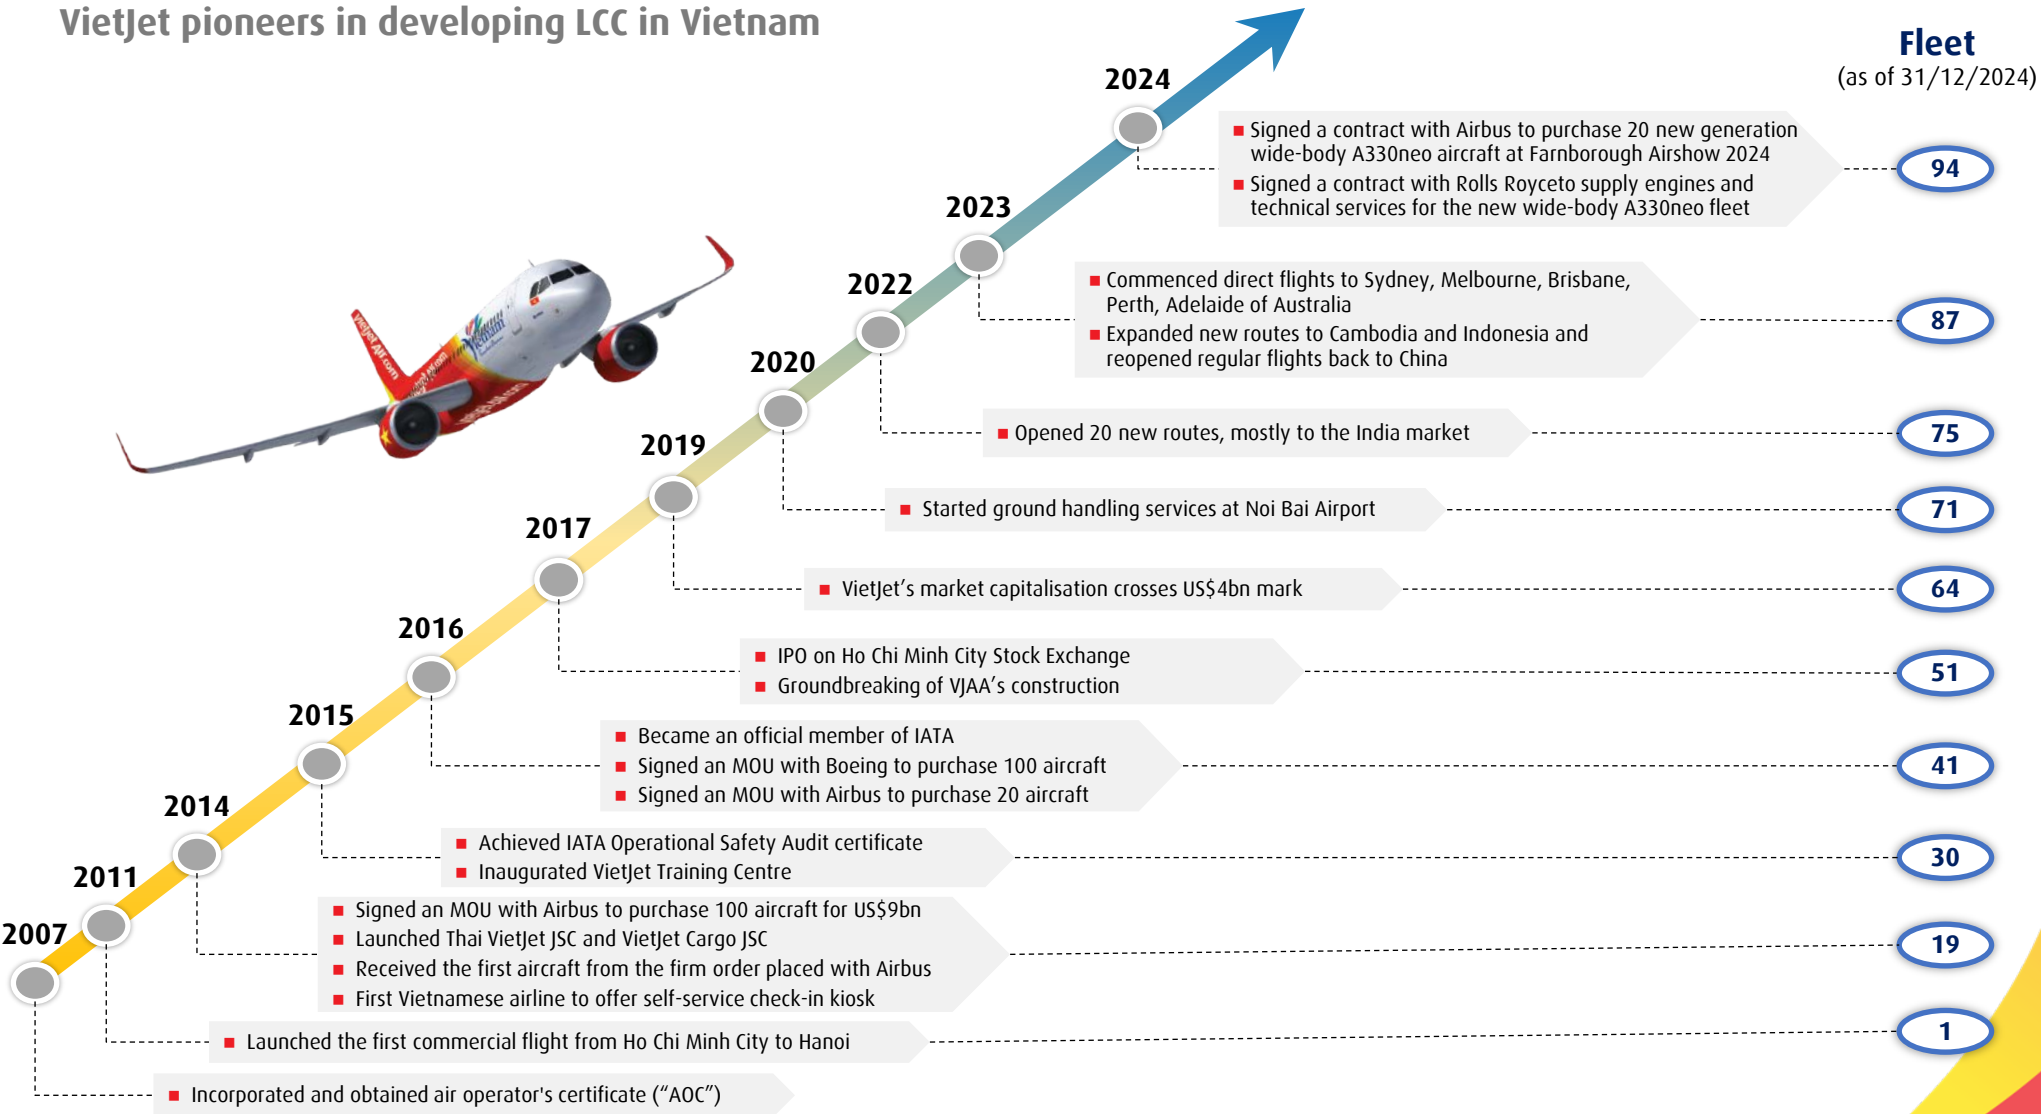 VietJet pioneers in developing LCC in Vietnam
Fleet
(as of 31/12/2024)
2024
Signed a contract with Airbus to purchase 20 new generation
wide-body A330neo aircraft at Farnborough Airshow 2024
Signed a contract with Rolls Royceto supply engines and
technical services for the new wide-body A330neo fleet
94
2023
Commenced direct flights to Sydney, Melbourne, Brisbane,
Perth, Adelaide of Australia
Expanded new routes to Cambodia and Indonesia and
reopened regular flights back to China
87
2022
Opened 20 new routes, mostly to the India market
75
2020
Started ground handling services at Noi Bai Airport
71
2019
VietJet’s market capitalisation crosses US$4bn mark
64
2017
IPO on Ho Chi Minh City Stock Exchange
Groundbreaking of VJAA’s construction
51
2016
Became an official member of IATA
Signed an MOU with Boeing to purchase 100 aircraft
Signed an MOU with Airbus to purchase 20 aircraft
41
2015
Achieved IATA Operational Safety Audit certificate
Inaugurated VietJet Training Centre
30
2014
Signed an MOU with Airbus to purchase 100 aircraft for US$9bn
Launched Thai VietJet JSC and VietJet Cargo JSC
Received the first aircraft from the firm order placed with Airbus
First Vietnamese airline to offer self-service check-in kiosk
19
2011
Launched the first commercial flight from Ho Chi Minh City to Hanoi
1
2007
Incorporated and obtained air operator's certificate (“AOC”)
vietjet Air.com
Vietnam